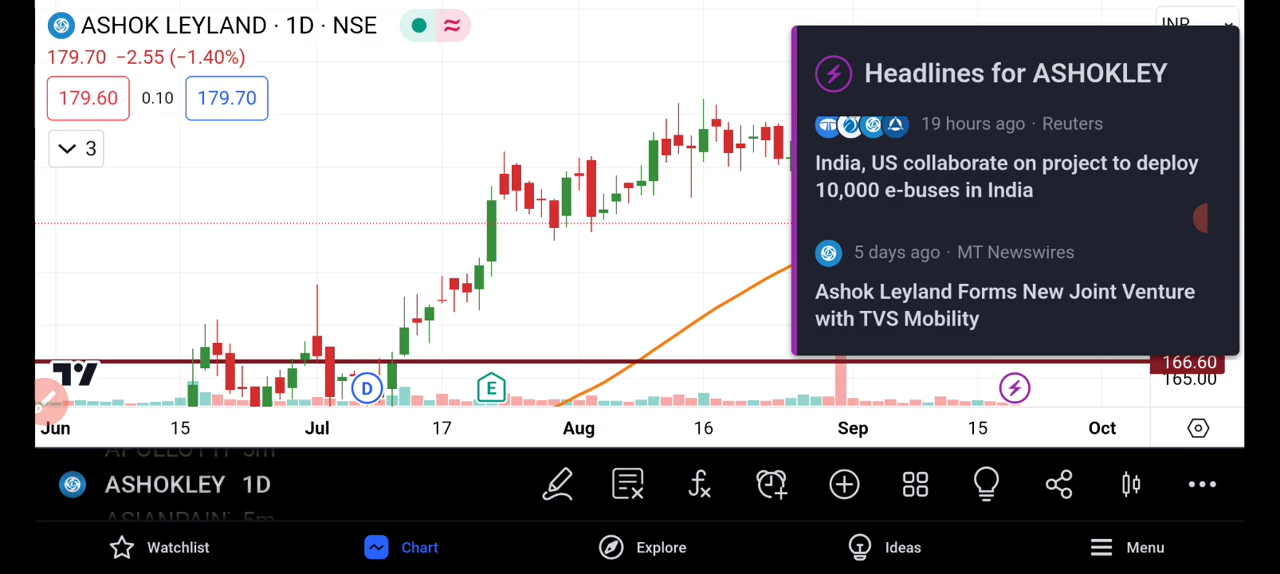 ASHOK LEYLAND · 1D · NSE
INR
179.70 −2.55 (−1.40%)
179.60 0.10 179.70
3
Headlines for ASHOKLEY
19 hours ago · Reuters
India, US collaborate on project to deploy
10,000 e-buses in India
5 days ago · MT Newswires
Ashok Leyland Forms New Joint Venture
with TVS Mobility
166.60
165.00
D
E
Jun 15 Jul 17 Aug 16 Sep 15 Oct
ASHOKLEY 1D
Watchlist Chart Explore Ideas Menu